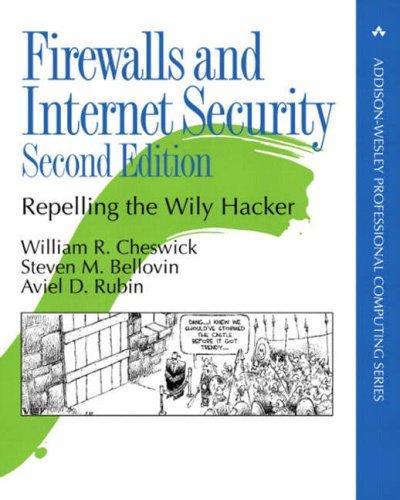 Firewalls and
Internet Security
Second Edition
Repelling the Wily Hacker
William R. Cheswick
Steven M. Bellovin
Aviel D. Rubin
DANG...I KNEW WE
SHOULD'VE STORMED
THE CASTLE
BEFORE IT GOT
TRENDY...
ADDISON-WESLEY PROFESSIONAL COMPUTING SERIES